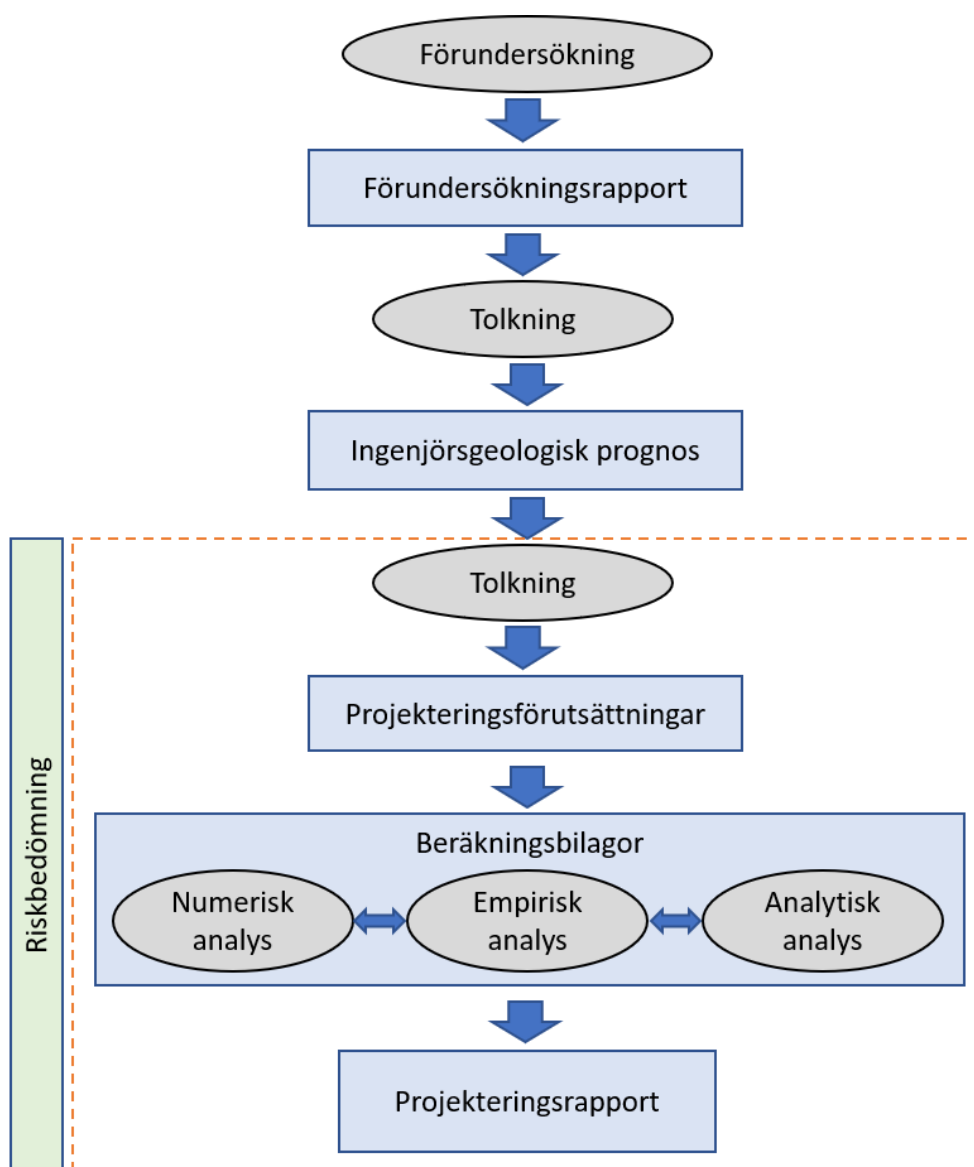 Förundersökning
Förundersökningsrapport
Tolkning
Ingenjörsgeologisk prognos
Tolkning
Projekteringsförutsättningar
Beräkningsbilagor
Numerisk
analys
Empirisk
analys
Analytisk
analys
Projekteringsrapport
Riskbedömning